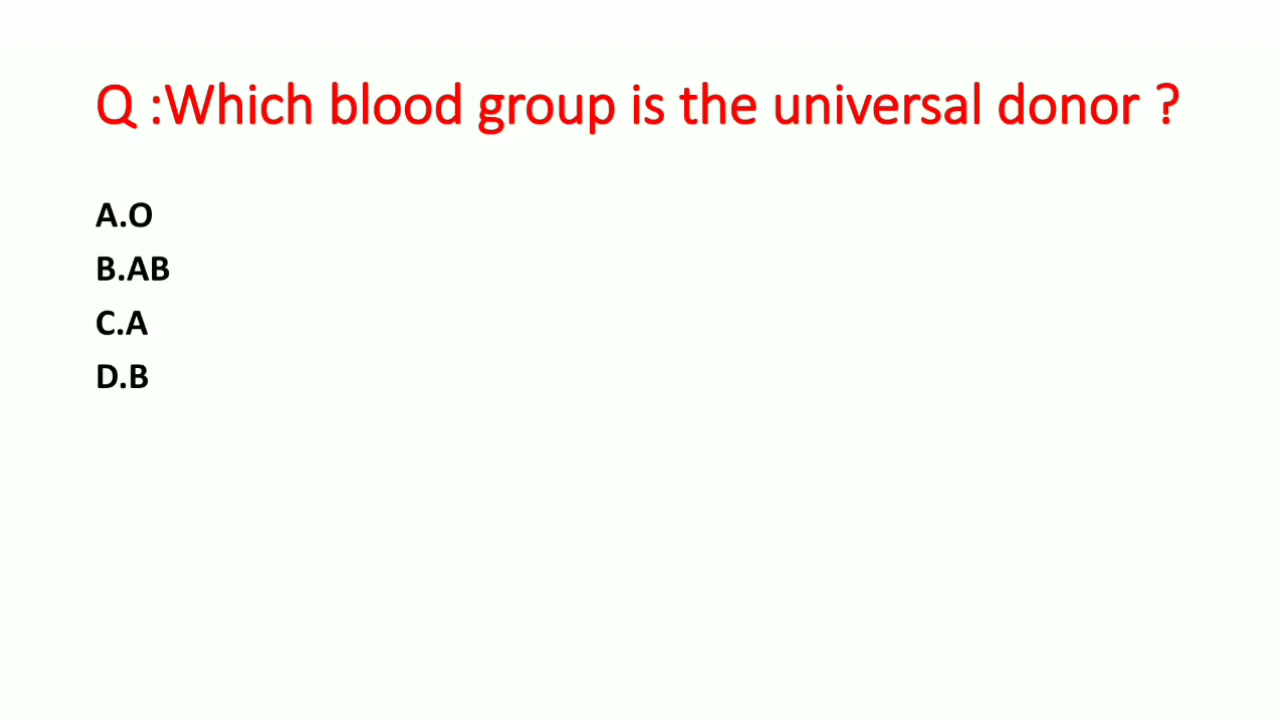 Q :Which blood group is the universal donor ?
A.O
B.AB
C.A
D.B